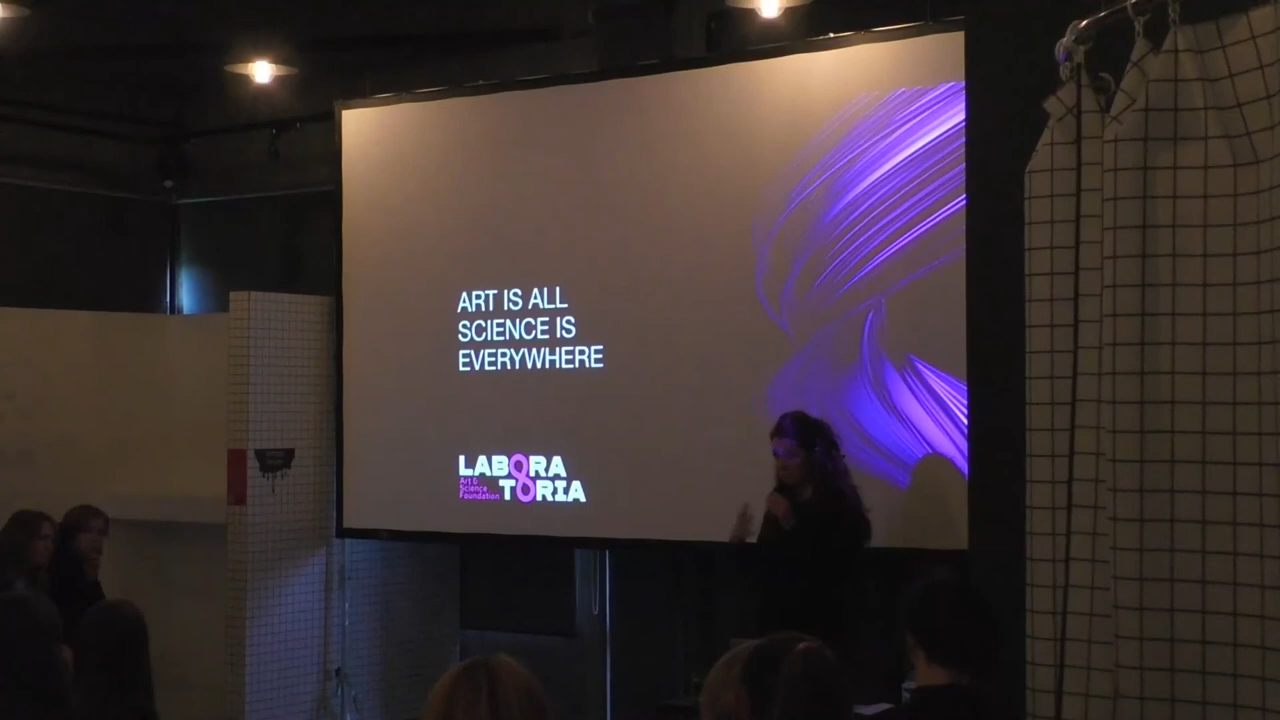 ART IS ALL
SCIENCE IS
EVERYWHERE
LABORA
Art &
Science
Foundation
TORIA